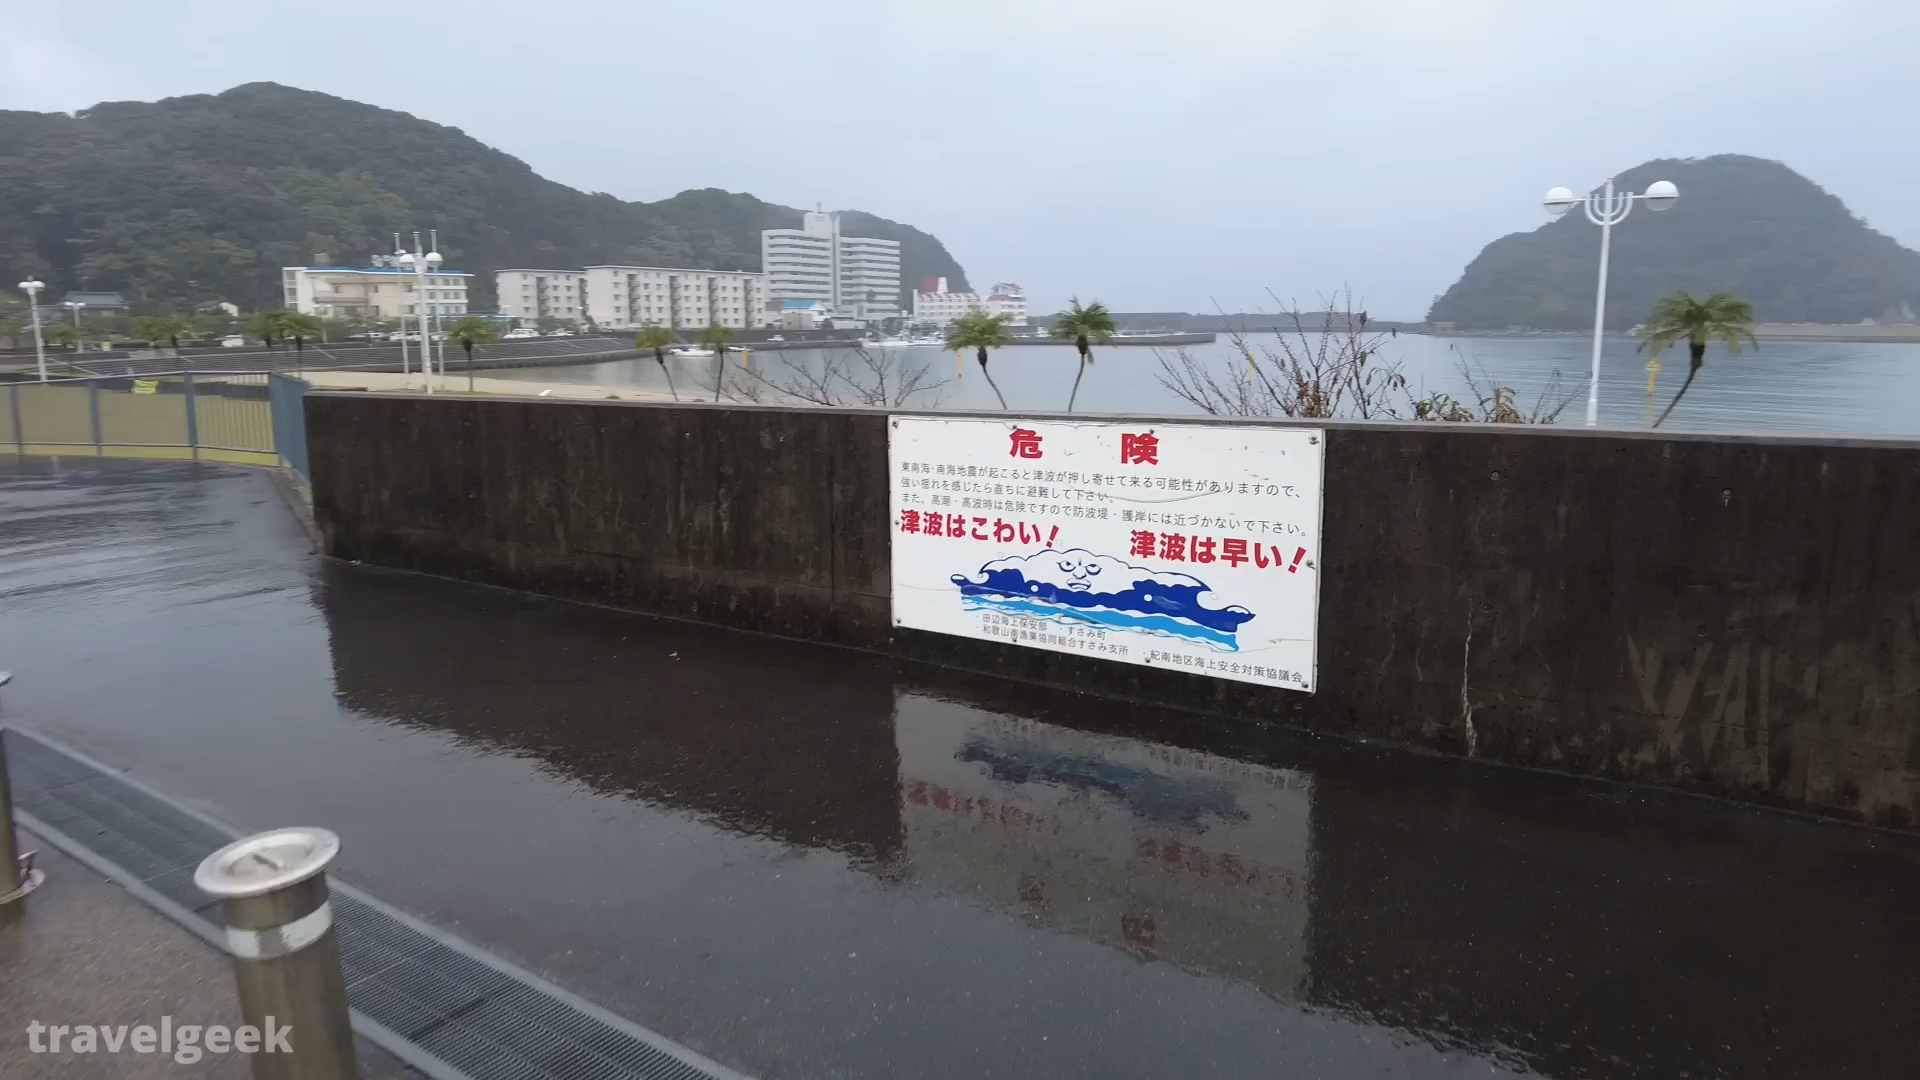 危 険
東南海・南海地震が起こると津波が押し寄せて来る可能性がありますので、
強い揺れを感じたら直ちに避難して下さい。
また、高潮・高波時は危険ですので防波堤・護岸には近づかないで下さい。
津波はこわい! 津波は早い!
・田辺海上保安部 ・すさみ町
・和歌山南漁業協同組合すさみ支所 ・紀南地区海上安全対策協議会
travelgeek